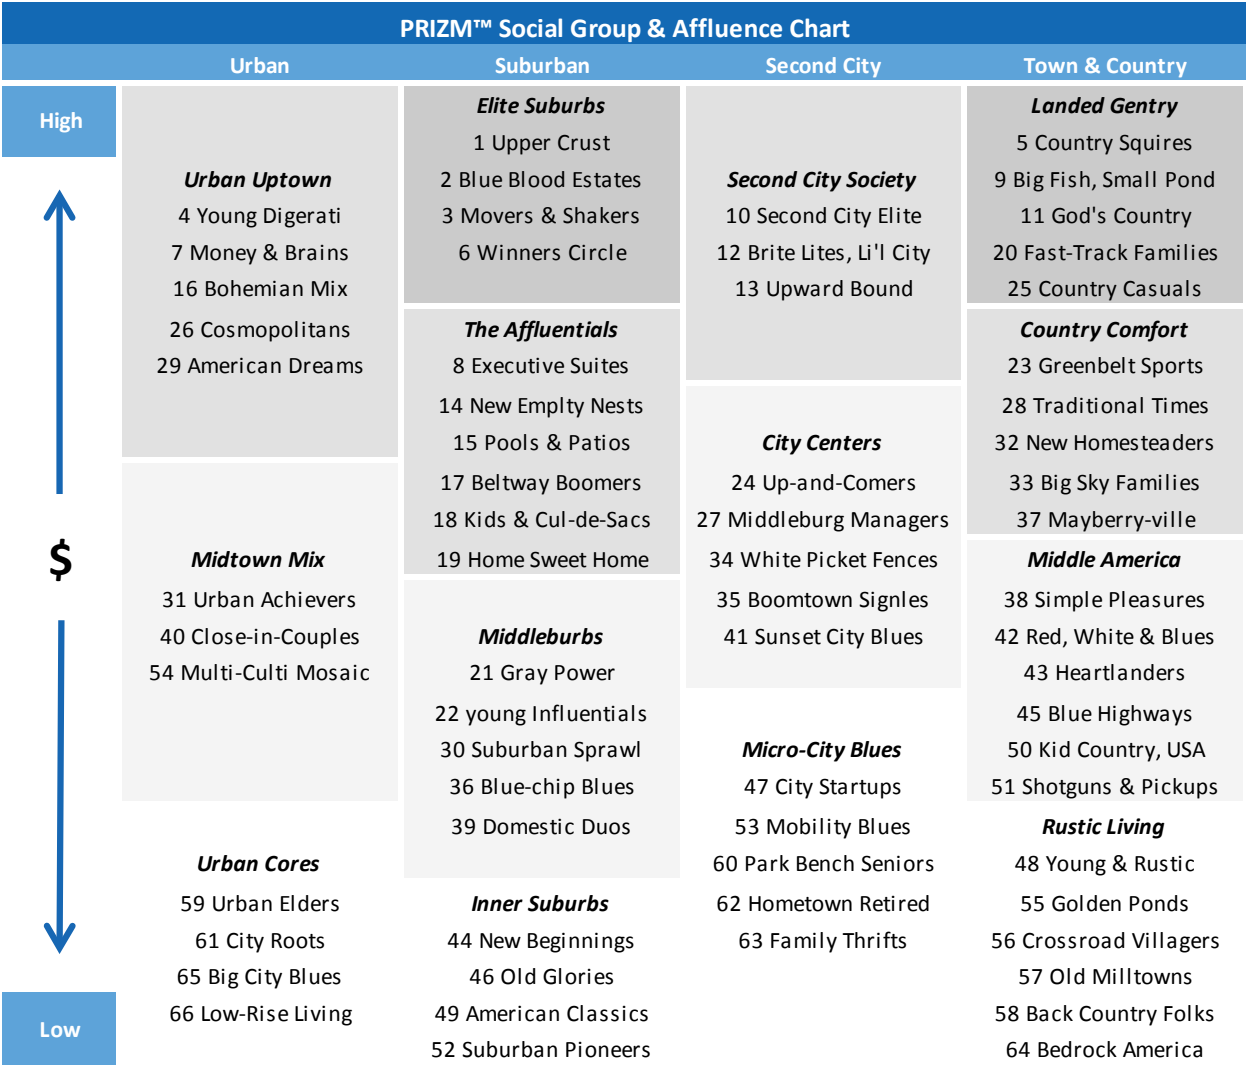 PRIZM™ Social Group & Affluence Chart
Urban
Suburban
Second City
Town & Country
High
$
Low
Urban Uptown
4 Young Digerati
7 Money & Brains
16 Bohemian Mix
26 Cosmopolitans
29 American Dreams
Midtown Mix
31 Urban Achievers
40 Close-in-Couples
54 Multi-Culti Mosaic
Urban Cores
59 Urban Elders
61 City Roots
65 Big City Blues
66 Low-Rise Living
Elite Suburbs
1 Upper Crust
2 Blue Blood Estates
3 Movers & Shakers
6 Winners Circle
The Affluentials
8 Executive Suites
14 New Emplty Nests
15 Pools & Patios
17 Beltway Boomers
18 Kids & Cul-de-Sacs
19 Home Sweet Home
Middleburbs
21 Gray Power
22 young Influentials
30 Suburban Sprawl
36 Blue-chip Blues
39 Domestic Duos
Inner Suburbs
44 New Beginnings
46 Old Glories
49 American Classics
52 Suburban Pioneers
Second City Society
10 Second City Elite
12 Brite Lites, Li'l City
13 Upward Bound
City Centers
24 Up-and-Comers
27 Middleburg Managers
34 White Picket Fences
35 Boomtown Signles
41 Sunset City Blues
Micro-City Blues
47 City Startups
53 Mobility Blues
60 Park Bench Seniors
62 Hometown Retired
63 Family Thrifts
Landed Gentry
5 Country Squires
9 Big Fish, Small Pond
11 God's Country
20 Fast-Track Families
25 Country Casuals
Country Comfort
23 Greenbelt Sports
28 Traditional Times
32 New Homesteaders
33 Big Sky Families
37 Mayberry-ville
Middle America
38 Simple Pleasures
42 Red, White & Blues
43 Heartlanders
45 Blue Highways
50 Kid Country, USA
51 Shotguns & Pickups
Rustic Living
48 Young & Rustic
55 Golden Ponds
56 Crossroad Villagers
57 Old Milltowns
58 Back Country Folks
64 Bedrock America